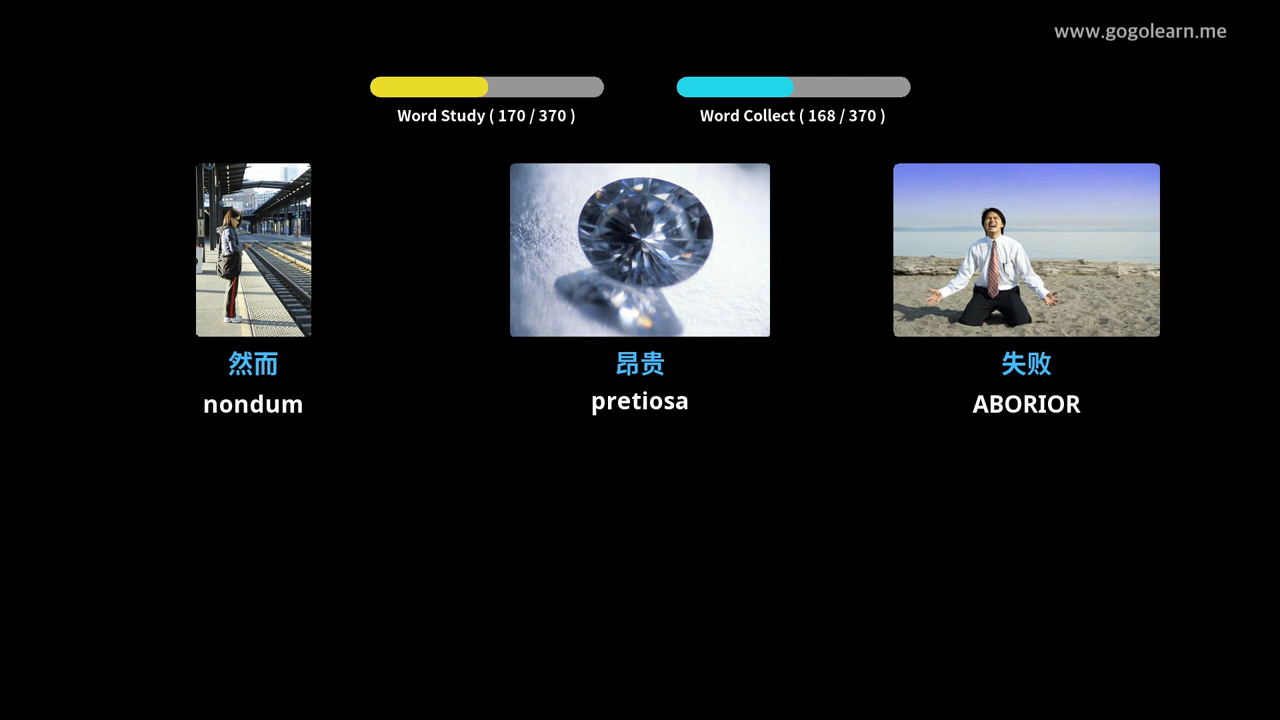 www.gogolearn.me
Word Study ( 170 / 370 )
Word Collect ( 168 / 370 )
然而
nondum
昂贵
pretiosa
失败
ABORIOR